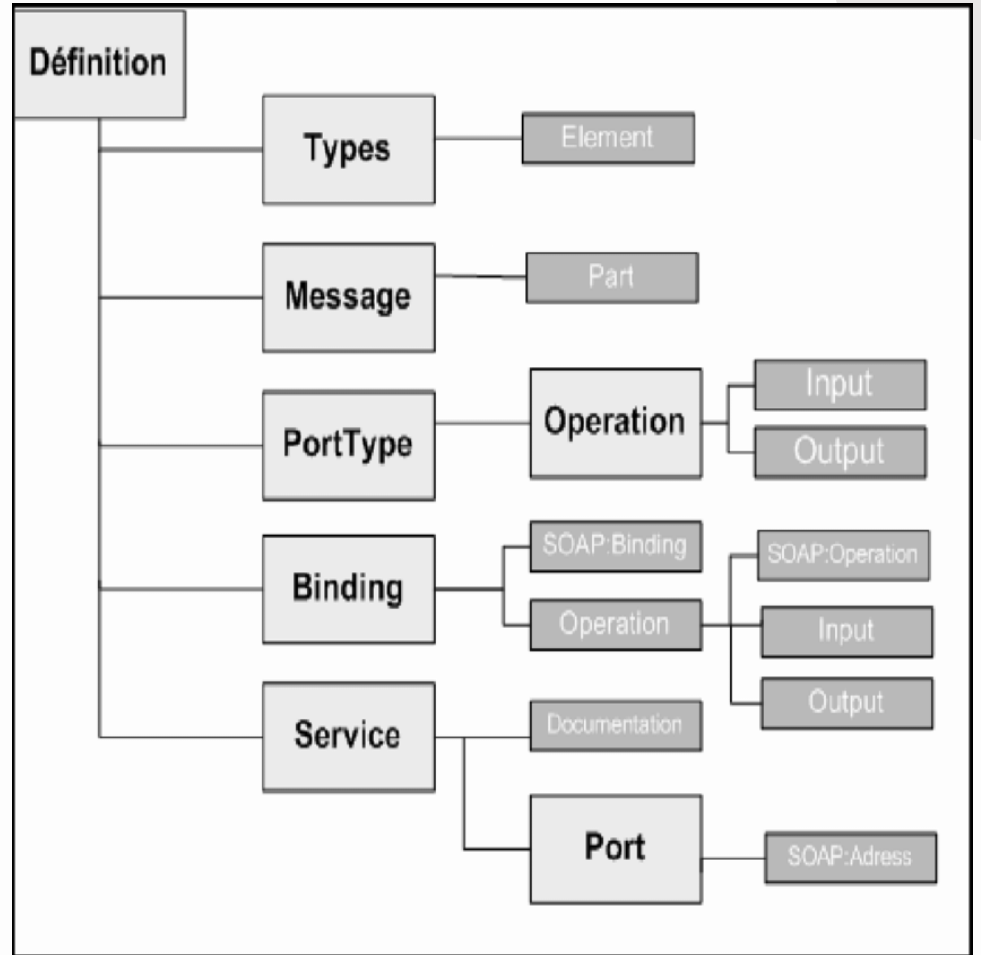 Définition
Types
Element
Message
Part
PortType
Operation
Input
Output
Binding
SOAP:Binding
Operation
SOAP:Operation
Input
Output
Service
Documentation
Port
SOAP:Adress